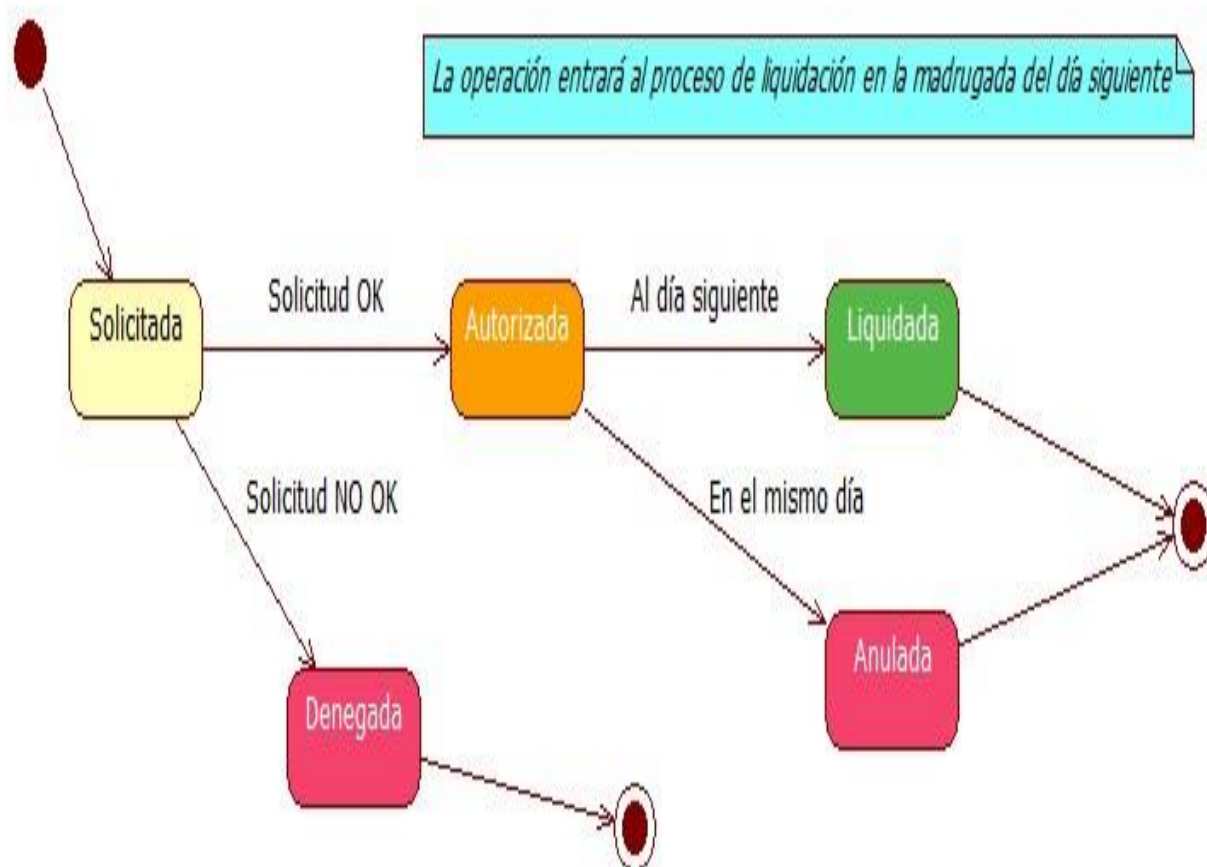 La operación entrará al proceso de liquidación en la madrugada del día siguiente
Solicitada
Solicitud OK
Autorizada
Al día siguiente
Liquidada
Solicitud NO OK
En el mismo día
Denegada
Anulada